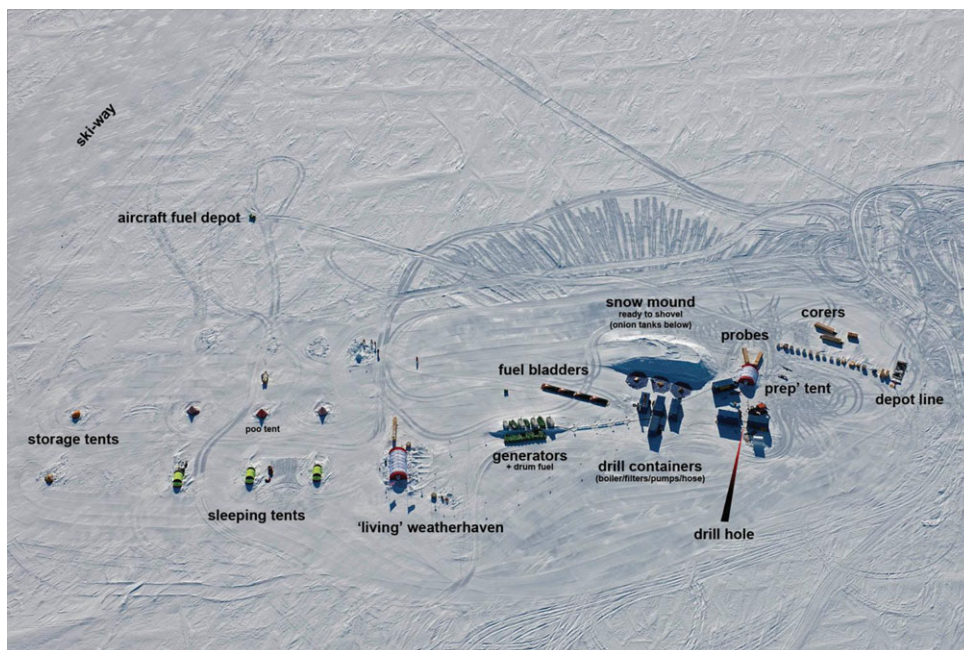 ski-way
aircraft fuel depot
snow mound
ready to shovel
(onion tanks below)
corers
probes
fuel bladders
prep' tent
depot line
storage tents
poo tent
generators
+ drum fuel
drill containers
(boiler/filters/pumps/hose)
sleeping tents
'living' weatherhaven
drill hole